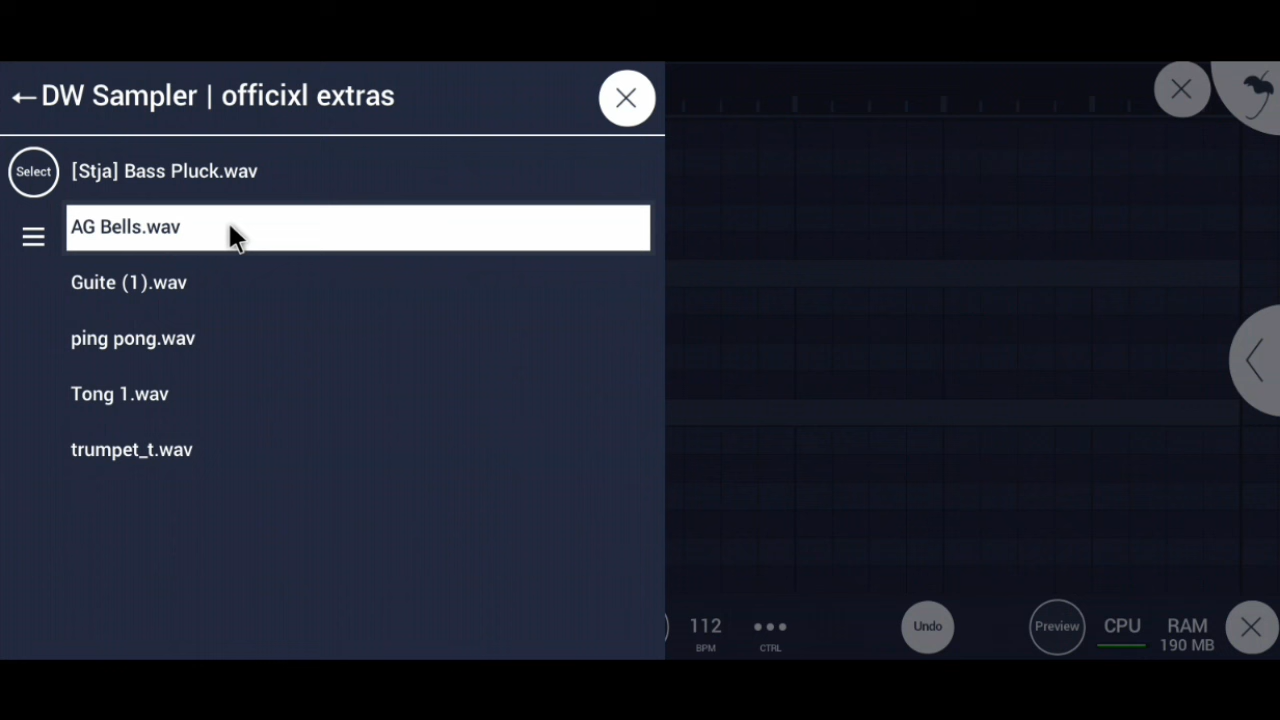 ←DW Sampler | officixl extras
Select
[Stja] Bass Pluck.wav
AG Bells.wav
Guite (1).wav
ping pong.wav
Tong 1.wav
trumpet_t.wav
112
BPM
CTRL
Undo
Preview
CPU
RAM
190 MB